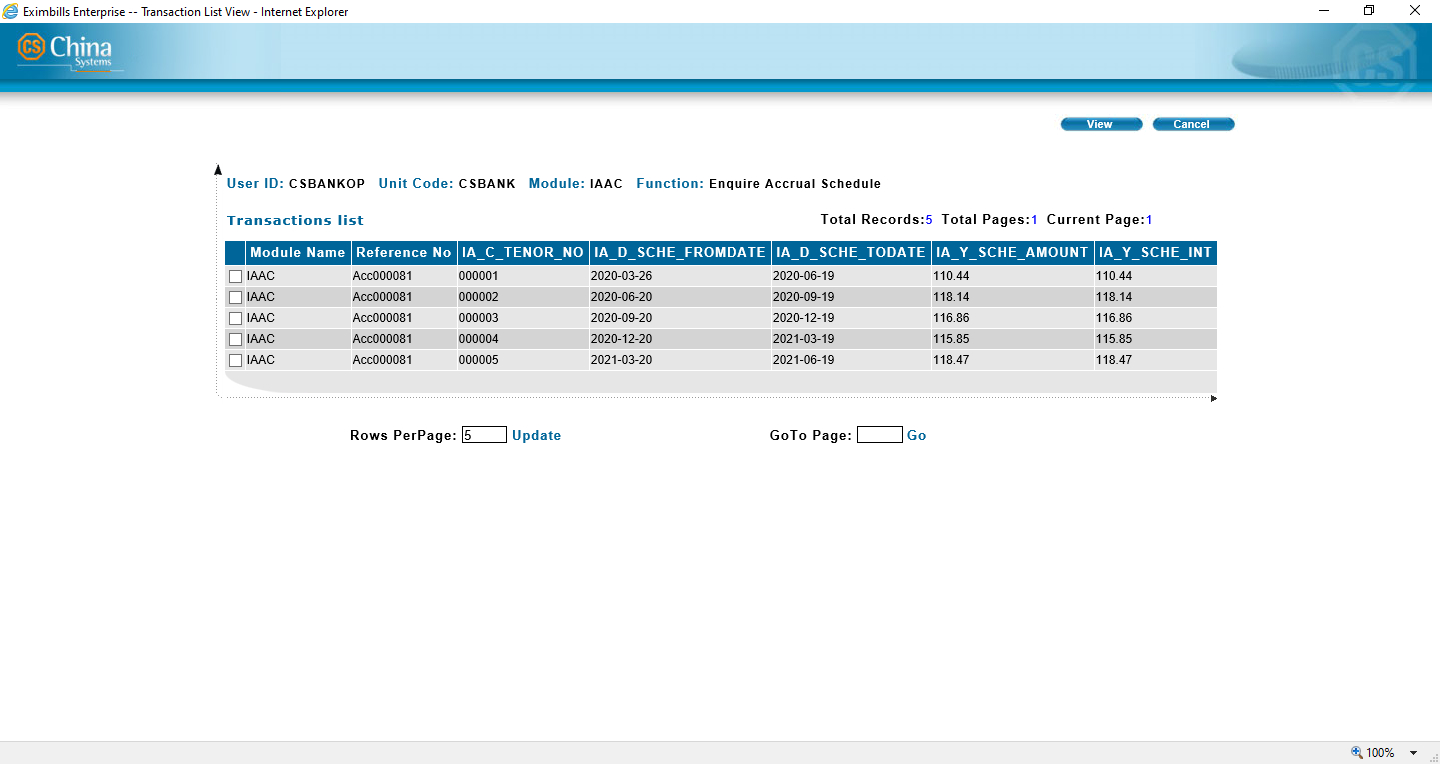 Eximbills Enterprise -- Transaction List View - Internet Explorer
CS China
Systems
CS
View Cancel
User ID: CSBANKOP Unit Code: CSBANK Module: IAAC Function: Enquire Accrual Schedule
Transactions list Total Records:5 Total Pages:1 Current Page:1
Module Name Reference No IA_C_TENOR_NO IA_D_SCHE_FROMDATE IA_D_SCHE_TODATE IA_Y_SCHE_AMOUNT IA_Y_SCHE_INT
IAAC Acc000081 000001 2020-03-26 2020-06-19 110.44 110.44
IAAC Acc000081 000002 2020-06-20 2020-09-19 118.14 118.14
IAAC Acc000081 000003 2020-09-20 2020-12-19 116.86 116.86
IAAC Acc000081 000004 2020-12-20 2021-03-19 115.85 115.85
IAAC Acc000081 000005 2021-03-20 2021-06-19 118.47 118.47
Rows PerPage: 5 Update GoTo Page: Go
100%